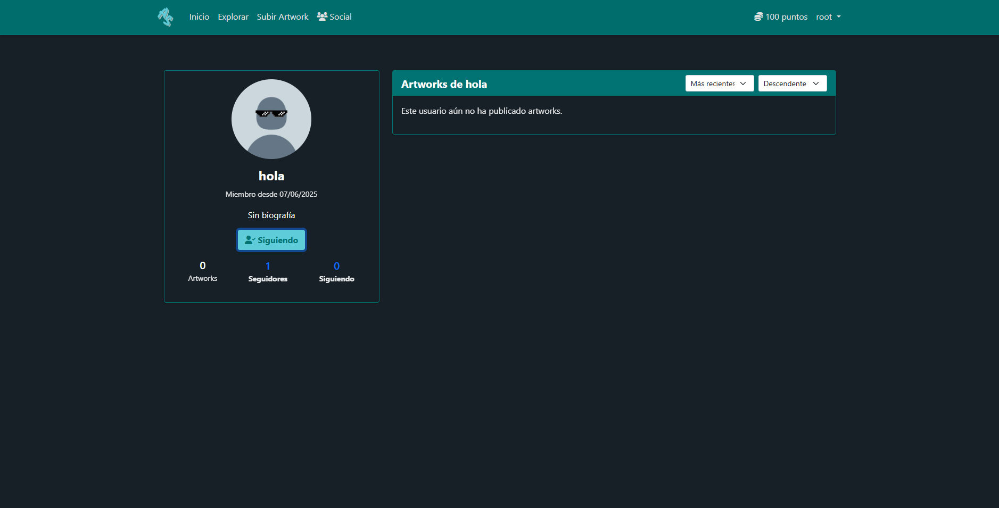 Inicio Explorar Subir Artwork Social 100 puntos root
hola
Miembro desde 07/06/2025
Sin biografía
Siguiendo
0 1 0
Artworks Seguidores Siguiendo
Artworks de hola Más recientes Descendente
Este usuario aún no ha publicado artworks.